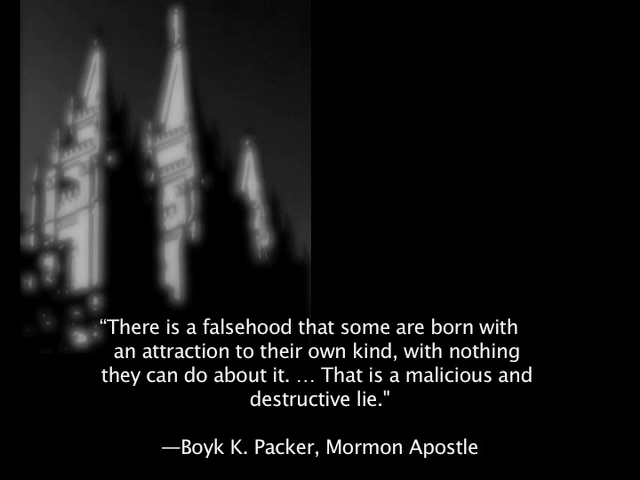 “There is a falsehood that some are born with
an attraction to their own kind, with nothing
they can do about it. … That is a malicious and
destructive lie."
—Boyk K. Packer, Mormon Apostle